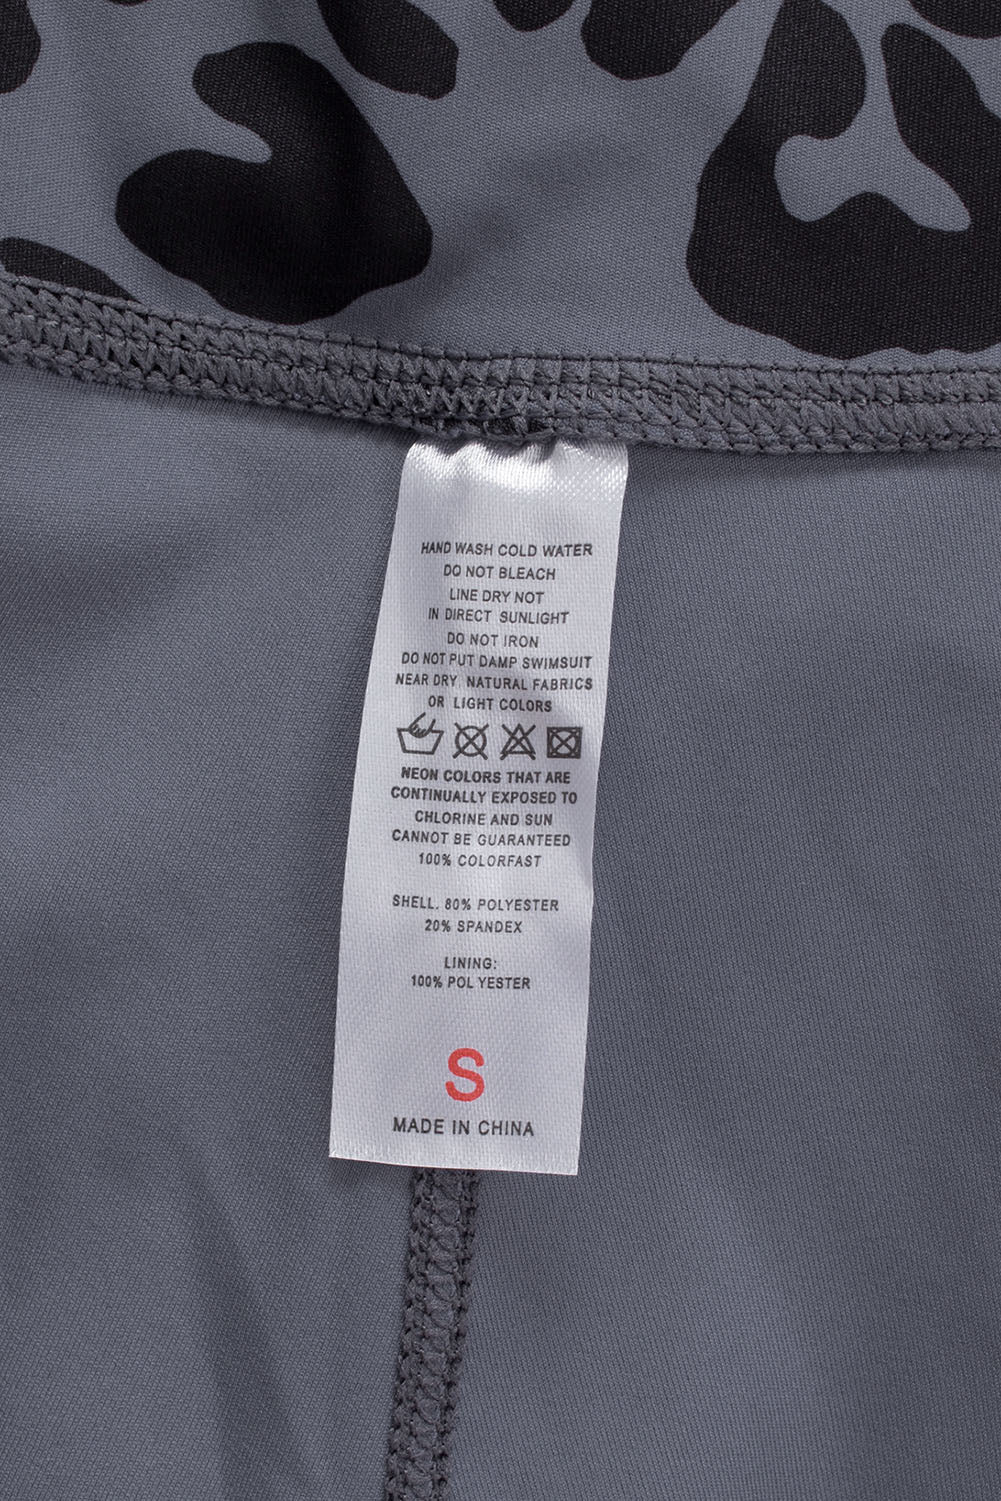 HAND WASH COLD WATER
DO NOT BLEACH
LINE DRY NOT
IN DIRECT SUNLIGHT
DO NOT IRON
DO NOT PUT DAMP SWIMSUIT
NEAR DRY, NATURAL FABRICS
OR LIGHT COLORS
NEON COLORS THAT ARE
CONTINUALLY EXPOSED TO
CHLORINE AND SUN
CANNOT BE GUARANTEED
100% COLORFAST
SHELL. 80% POLYESTER
20% SPANDEX
LINING:
100% POLYESTER
S
MADE IN CHINA